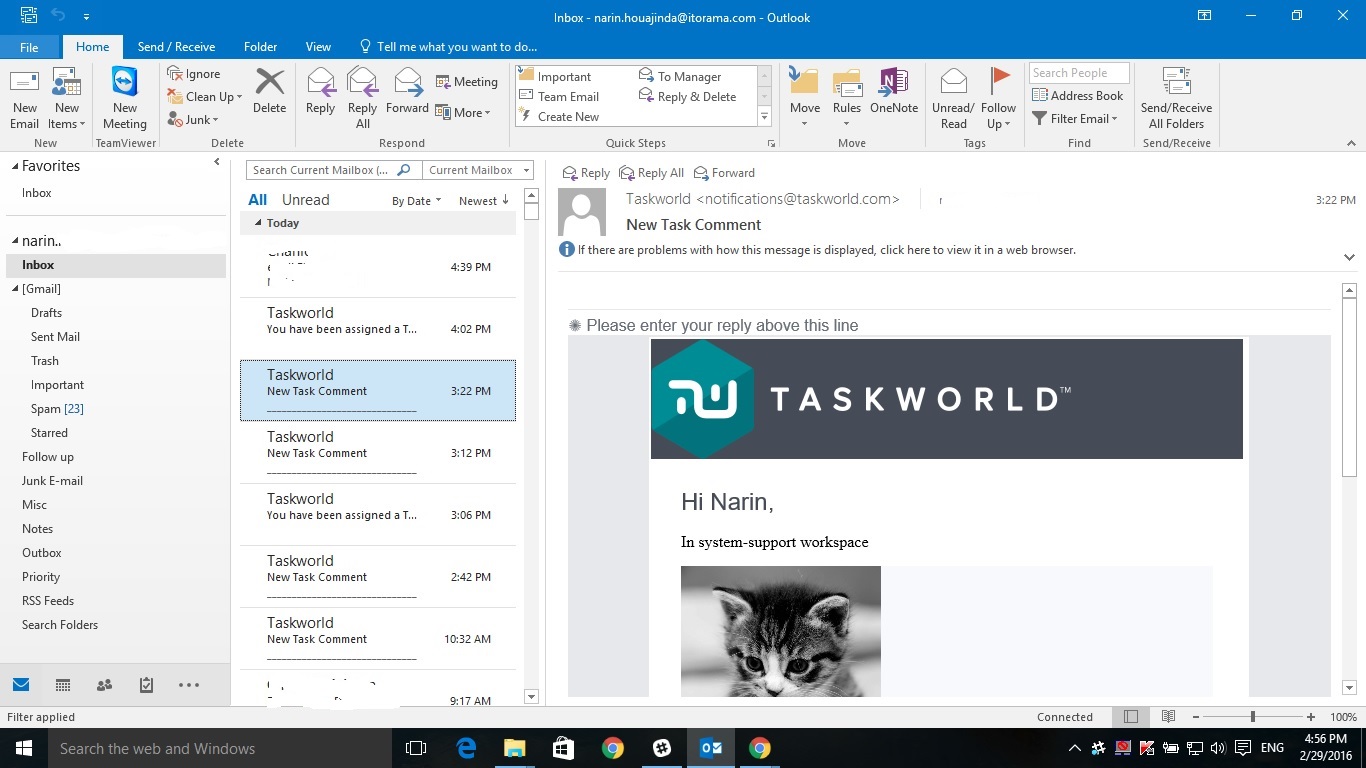 Inbox - narin.houajinda@itorama.com - Outlook
File Home Send / Receive Folder View Tell me what you want to do...
New Email
New Items
New Meeting
Ignore
Clean Up
Junk
Delete
Reply
Reply All
Forward
Meeting
More
Important
Team Email
Create New
To Manager
Reply & Delete
Move
Rules
OneNote
Unread/ Read
Follow Up
Search People
Address Book
Filter Email
Send/Receive All Folders
New TeamViewer Delete Respond Quick Steps Move Tags Find Send/Receive
Favorites
Inbox
narin..
Inbox
[Gmail]
Drafts
Sent Mail
Trash
Important
Spam [23]
Starred
Follow up
Junk E-mail
Misc
Notes
Outbox
Priority
RSS Feeds
Search Folders
Search Current Mailbox (... Current Mailbox
All Unread By Date Newest
Today
4:39 PM
Taskworld
You have been assigned a T... 4:02 PM
Taskworld
New Task Comment 3:22 PM
Taskworld
New Task Comment 3:12 PM
Taskworld
You have been assigned a T... 3:06 PM
Taskworld
New Task Comment 2:42 PM
Taskworld
New Task Comment 10:32 AM
9:17 AM
Reply Reply All Forward
Taskworld <notifications@taskworld.com> 3:22 PM
New Task Comment
If there are problems with how this message is displayed, click here to view it in a web browser.
Please enter your reply above this line
TASKWORLD™
Hi Narin,
In system-support workspace
Filter applied Connected 100%
Search the web and Windows
ENG
4:56 PM
2/29/2016